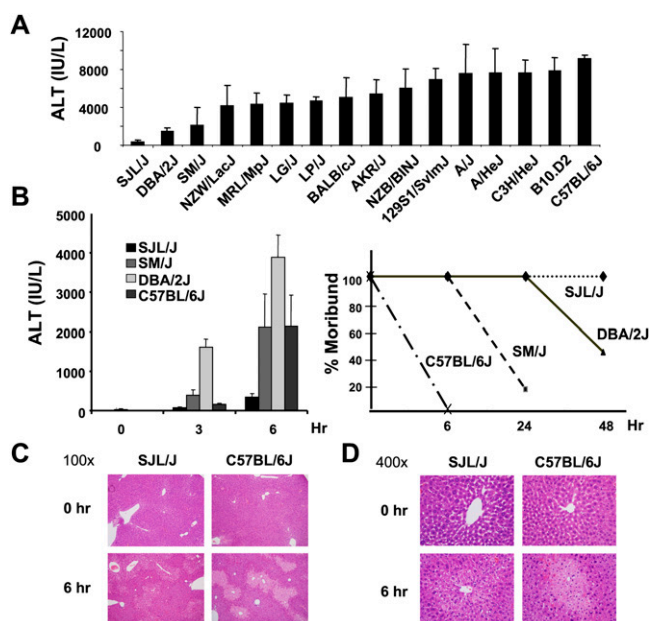 A
ALT (IU/L)
12000
8000
4000
0
SJL/J
DBA/2J
SM/J
NZW/LacJ
MRL/MpJ
LG/J
LP/J
BALB/cJ
AKR/J
NZB/BINJ
129S1/SvImJ
A/J
A/HeJ
C3H/HeJ
B10.D2
C57BL/6J
B
ALT (IU/L)
5000
4000
3000
2000
1000
0
SJL/J
SM/J
DBA/2J
C57BL/6J
0 3 6 Hr
% Moribund
100
80
60
40
20
SJL/J
DBA/2J
SM/J
C57BL/6J
6 24 48 Hr
C 100x SJL/J C57BL/6J
0 hr
6 hr
D 400x SJL/J C57BL/6J
0 hr
6 hr